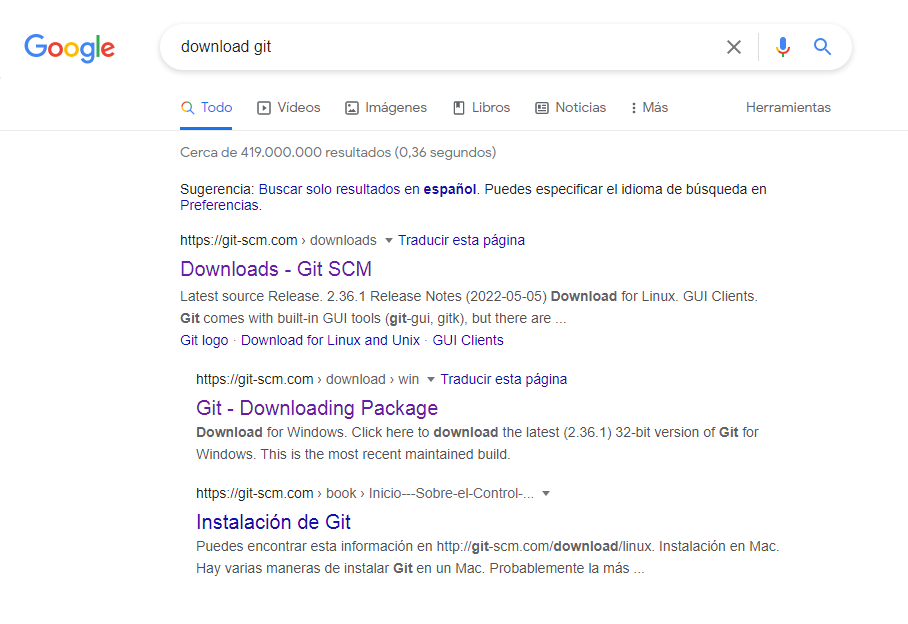 Google
download git
Todo Vídeos Imágenes Libros Noticias Más Herramientas
Cerca de 419.000.000 resultados (0,36 segundos)
Sugerencia: Buscar solo resultados en español. Puedes especificar el idioma de búsqueda en
Preferencias.
https://git-scm.com › downloads Traducir esta página
Downloads - Git SCM
Latest source Release. 2.36.1 Release Notes (2022-05-05) Download for Linux. GUI Clients.
Git comes with built-in GUI tools (git-gui, gitk), but there are ...
Git logo · Download for Linux and Unix · GUI Clients
https://git-scm.com › download › win Traducir esta página
Git - Downloading Package
Download for Windows. Click here to download the latest (2.36.1) 32-bit version of Git for
Windows. This is the most recent maintained build.
https://git-scm.com › book › Inicio---Sobre-el-Control-...
Instalación de Git
Puedes encontrar esta información en http://git-scm.com/download/linux. Instalación en Mac.
Hay varias maneras de instalar Git en un Mac. Probablemente la más ...